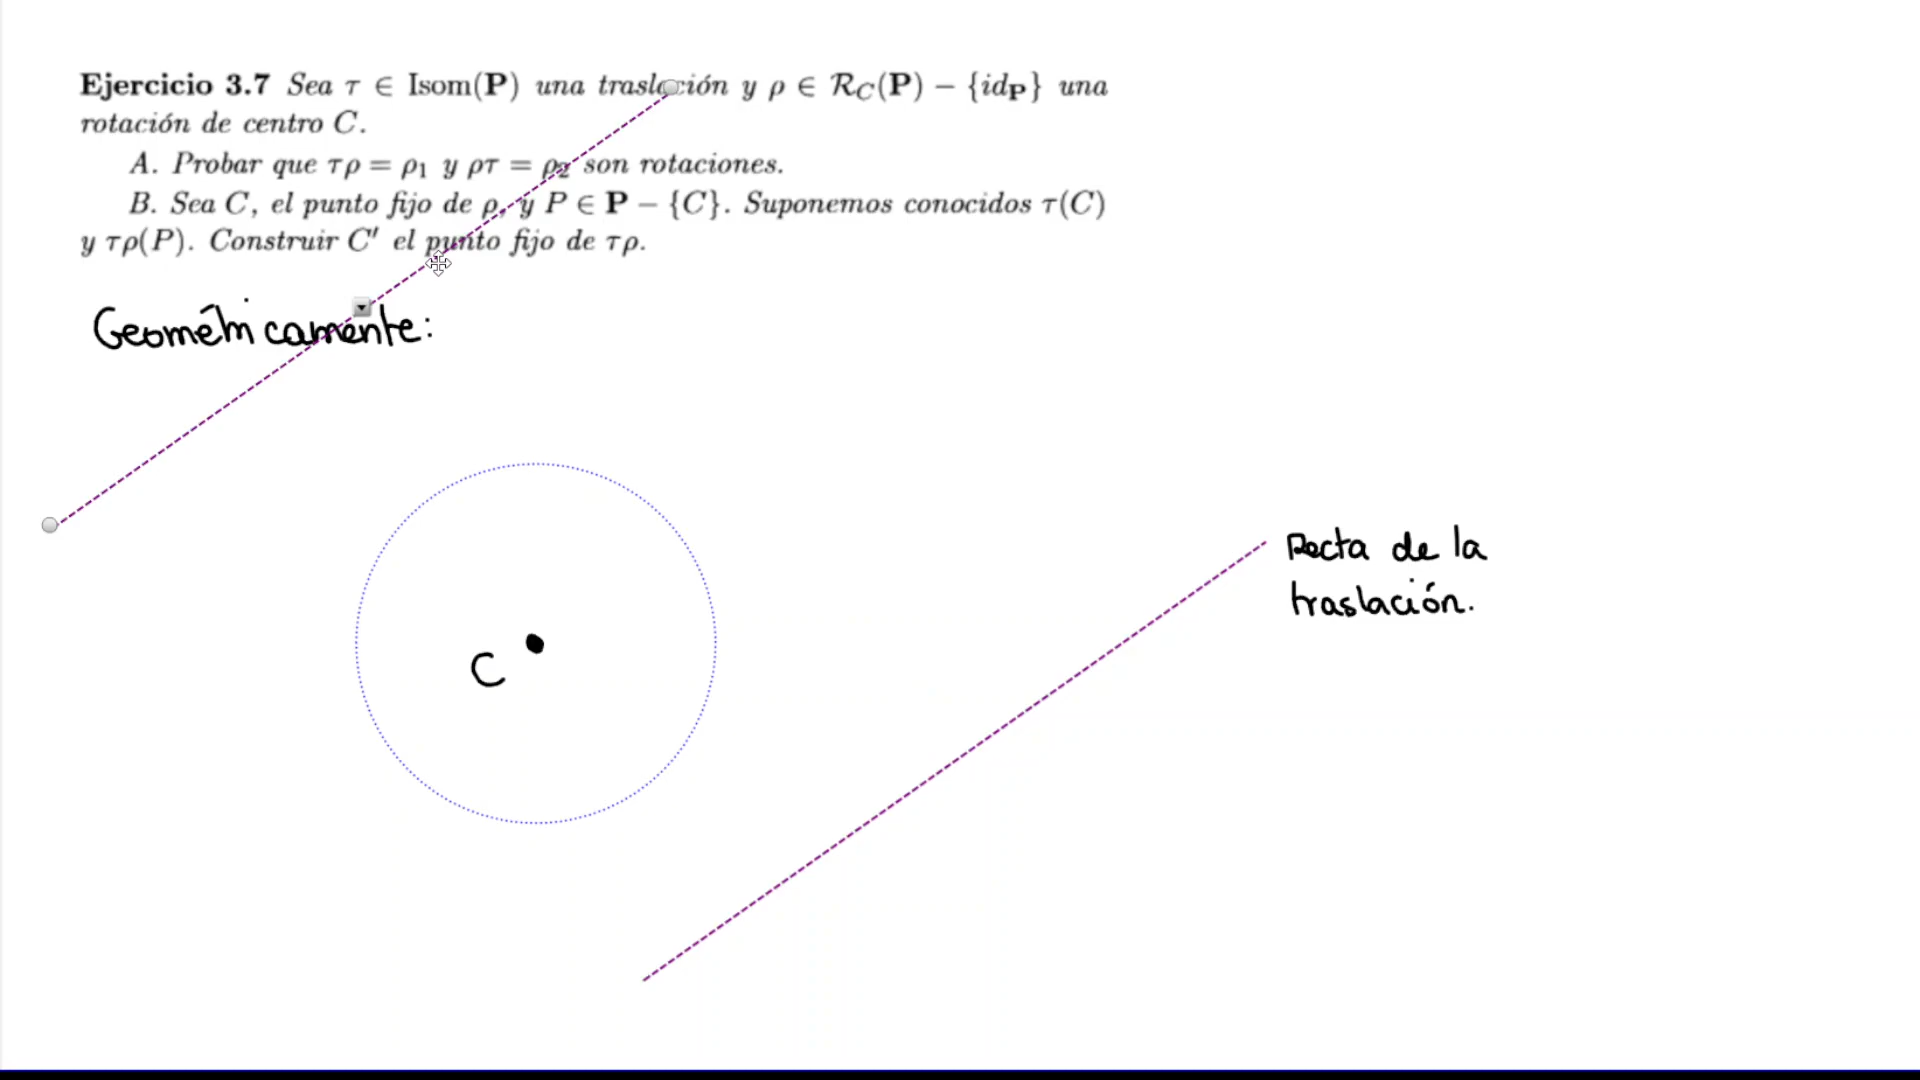 Ejercicio 3.7 Sea τ ∈ Isom(P) una traslación y ρ ∈ R_C(P) − {id_P} una
rotación de centro C.
A. Probar que τρ = ρ₁ y ρτ = ρ₂ son rotaciones.
B. Sea C, el punto fijo de ρ, y P ∈ P − {C}. Suponemos conocidos τ(C)
y τρ(P). Construir C′ el punto fijo de τρ.
Geométricamente:
C
Recta de la
traslación.